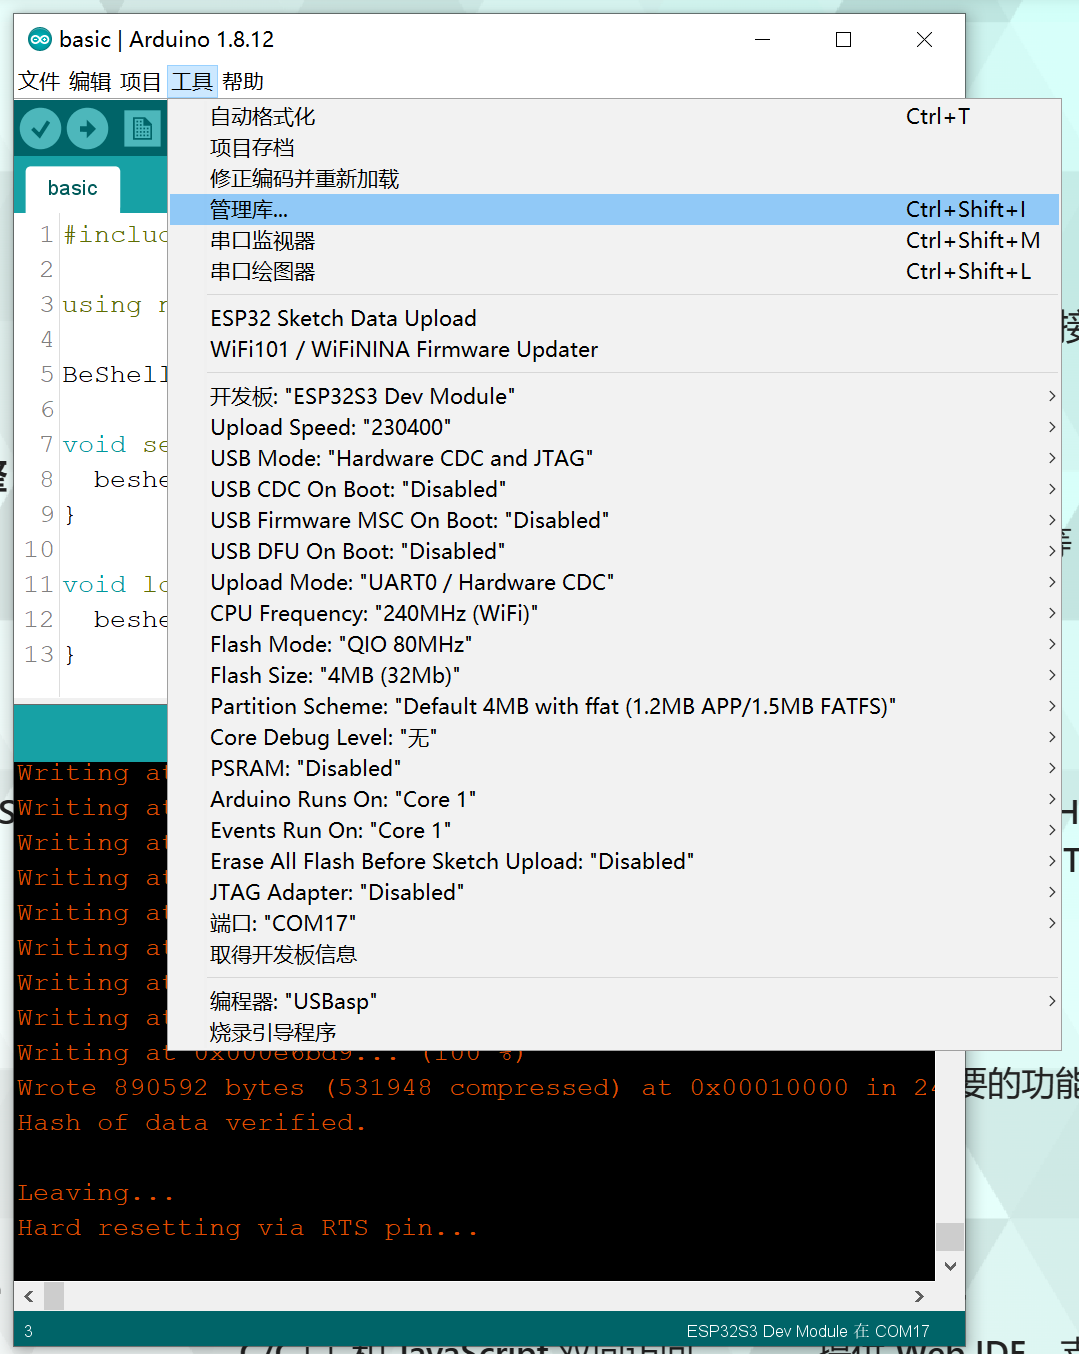 basic | Arduino 1.8.12
文件 编辑 项目 工具 帮助
自动格式化 Ctrl+T
项目存档
修正编码并重新加载
管理库... Ctrl+Shift+I
串口监视器 Ctrl+Shift+M
串口绘图器 Ctrl+Shift+L
ESP32 Sketch Data Upload
WiFi101 / WiFiNINA Firmware Updater
开发板: "ESP32S3 Dev Module"
Upload Speed: "230400"
USB Mode: "Hardware CDC and JTAG"
USB CDC On Boot: "Disabled"
USB Firmware MSC On Boot: "Disabled"
USB DFU On Boot: "Disabled"
Upload Mode: "UART0 / Hardware CDC"
CPU Frequency: "240MHz (WiFi)"
Flash Mode: "QIO 80MHz"
Flash Size: "4MB (32Mb)"
Partition Scheme: "Default 4MB with ffat (1.2MB APP/1.5MB FATFS)"
Core Debug Level: "无"
PSRAM: "Disabled"
Arduino Runs On: "Core 1"
Events Run On: "Core 1"
Erase All Flash Before Sketch Upload: "Disabled"
JTAG Adapter: "Disabled"
端口: "COM17"
取得开发板信息
编程器: "USBasp"
烧录引导程序
basic
1 #includ
2
3 using
4
5 BeShell
6
7 void se
8 beshe
9 }
10
11 void lo
12 beshe
13 }
Writing at
Writing at
Writing at
Writing at
Writing at
Writing at
Writing at
Writing at
Writing at 0x000e6bd9... (100 %)
Wrote 890592 bytes (531948 compressed) at 0x00010000 in 24
Hash of data verified.
Leaving...
Hard resetting via RTS pin...
3 ESP32S3 Dev Module 在 COM17
要的功能
JavaScript
Web IDE